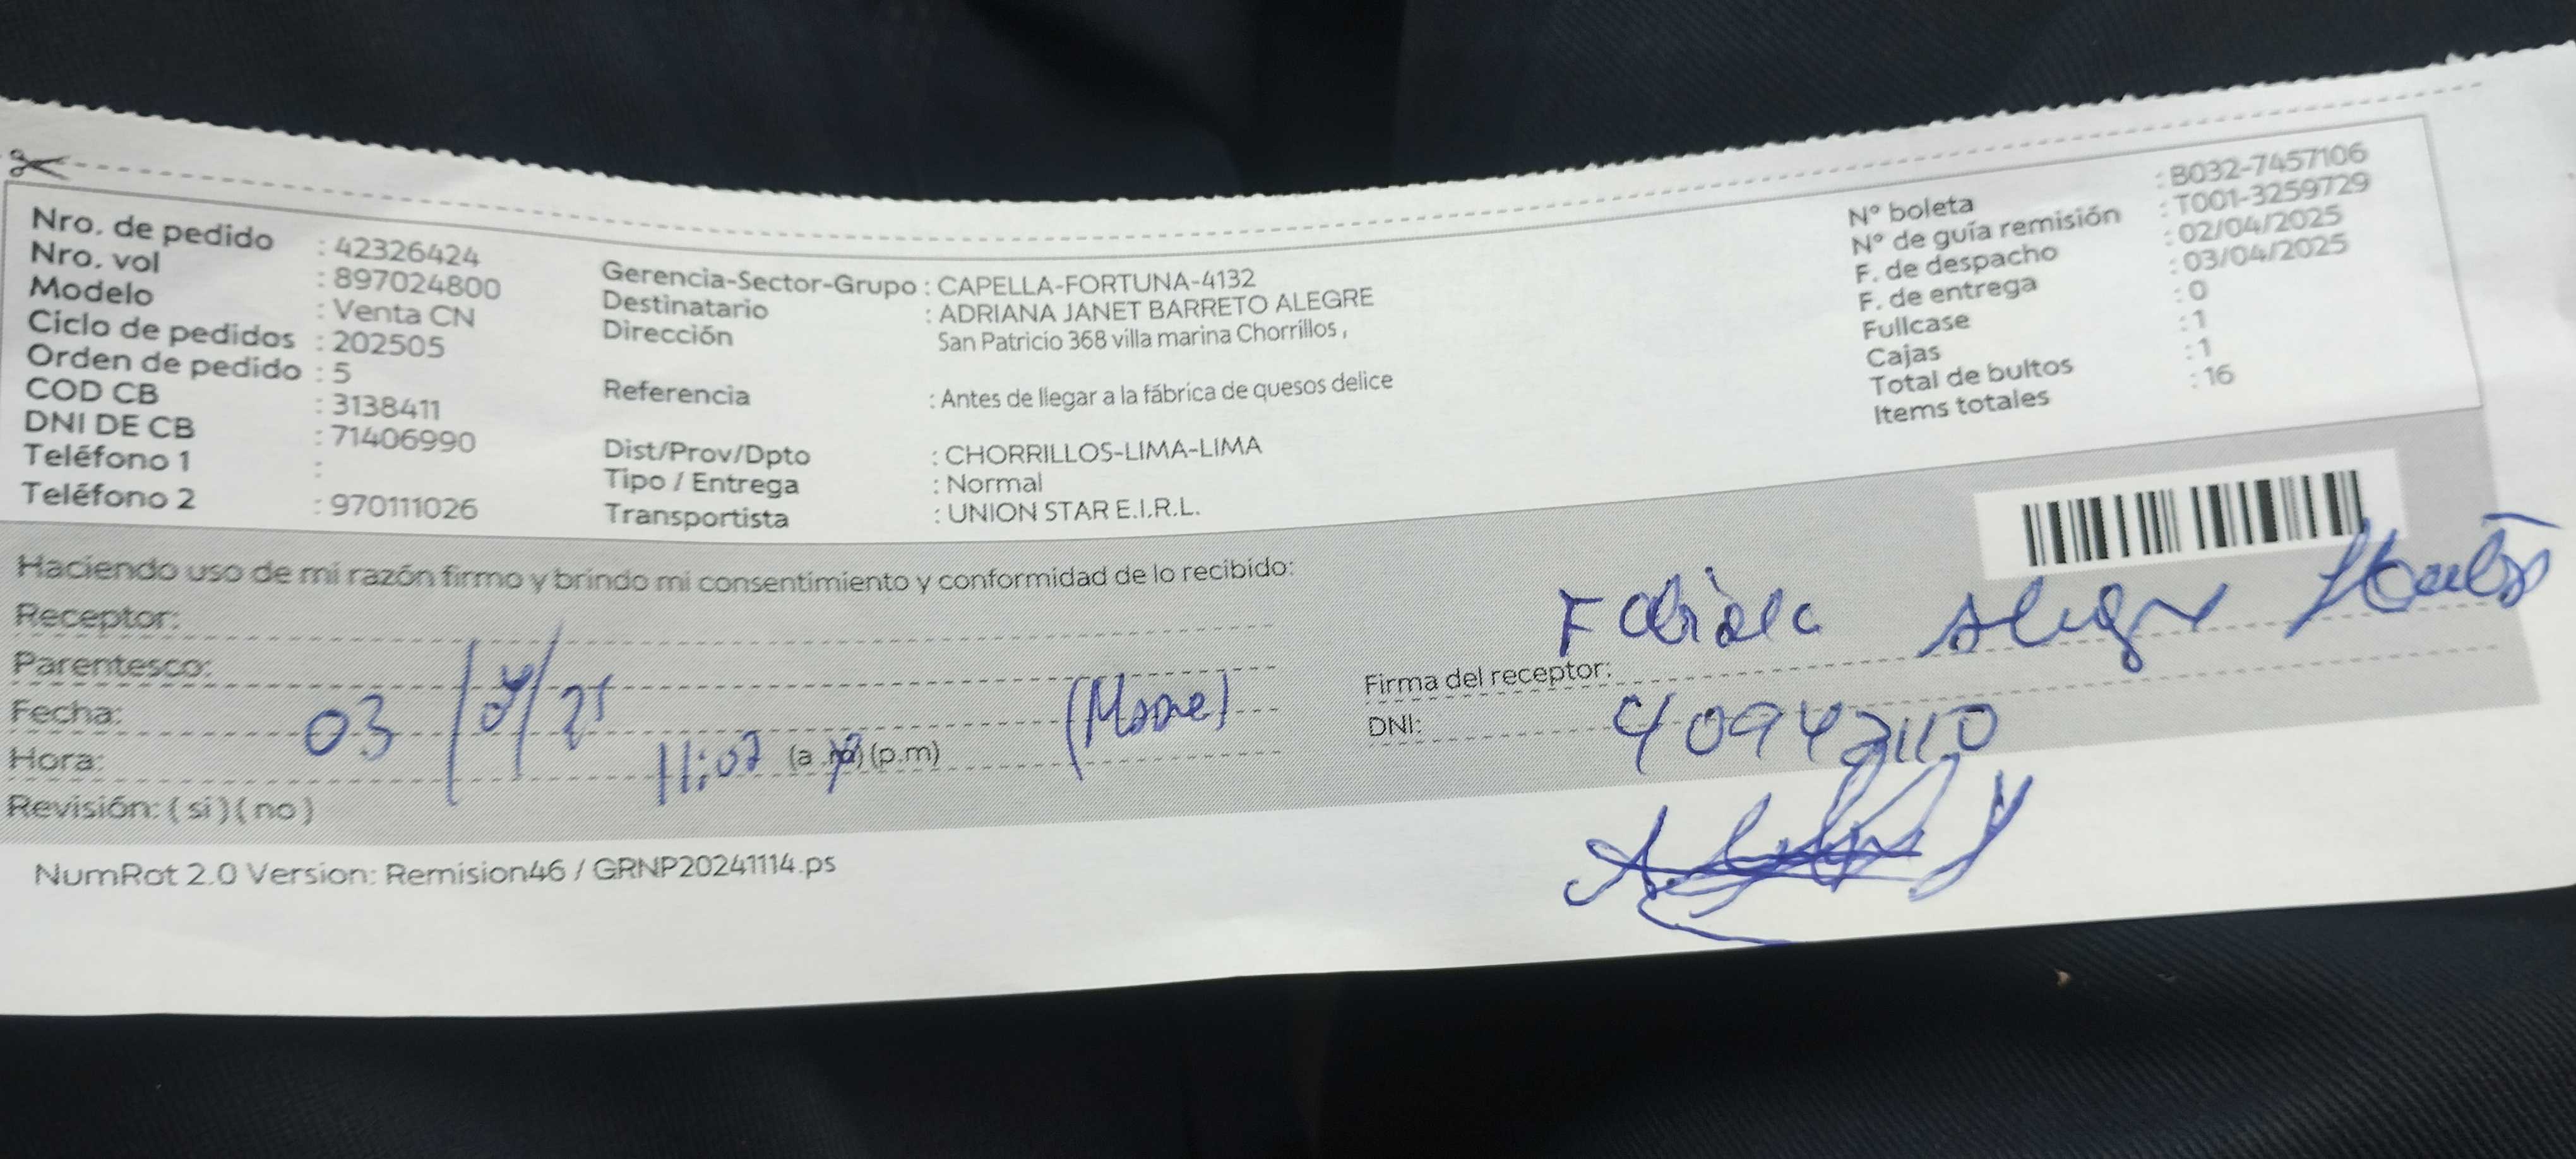 Nro. de pedido : 42326424
Nro. vol : 897024800
Modelo : Venta CN
Ciclo de pedidos : 202505
Orden de pedido : 5
COD CB : 3138411
DNI DE CB : 71406990
Teléfono 1 :
Teléfono 2 : 970111026
Gerencia-Sector-Grupo : CAPELLA-FORTUNA-4132
Destinatario : ADRIANA JANET BARRETO ALEGRE
Dirección San Patricio 368 villa marina Chorrillos ,
Referencia : Antes de llegar a la fábrica de quesos delice
Dist/Prov/Dpto : CHORRILLOS-LIMA-LIMA
Tipo / Entrega : Normal
Transportista : UNION STAR E.I.R.L.
N° boleta : B032-7457106
N° de guía remisión : T001-3259729
F. de despacho : 02/04/2025
F. de entrega : 03/04/2025
Fullcase : 0
Cajas : 1
Total de bultos : 1
Items totales : 16
Haciendo uso de mi razón firmo y brindo mi consentimiento y conformidad de lo recibido:
Receptor:
Parentesco:
Fecha: 03
Hora: 11:07 (a .m) (p.m)
Revisión: ( si ) ( no )
Alegre
Firma del receptor:
DNI:
NumRot 2.0 Version: Remision46 / GRNP20241114.ps